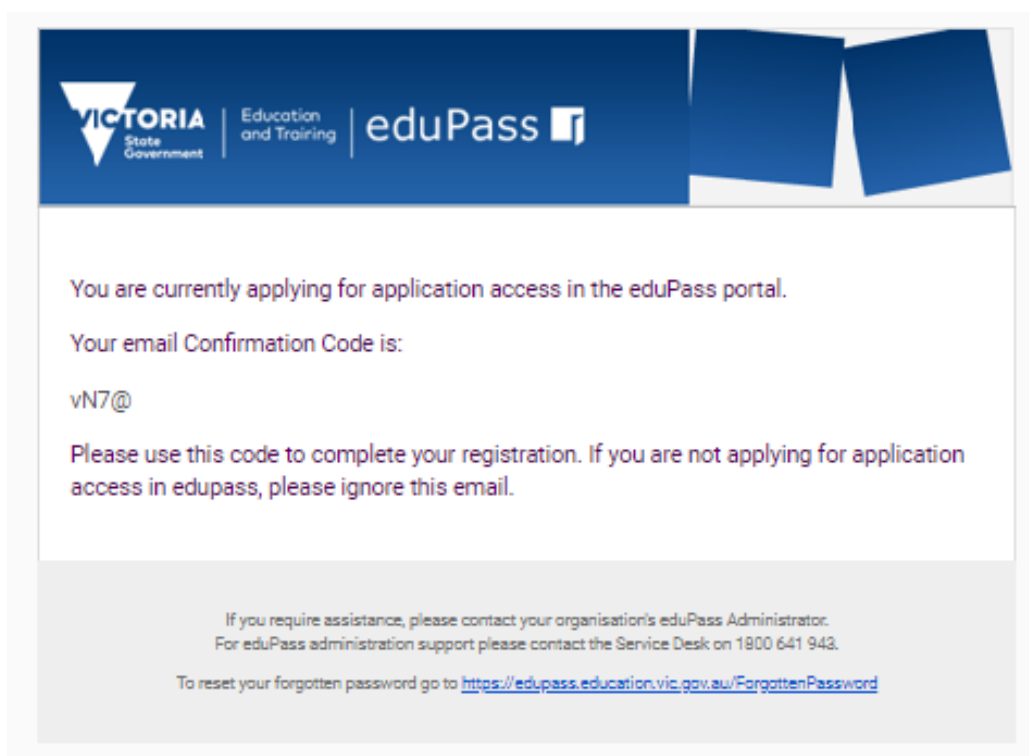 VICTORIA
State
Government
Education
and Training
eduPass
You are currently applying for application access in the eduPass portal.
Your email Confirmation Code is:
vN7@
Please use this code to complete your registration. If you are not applying for application
access in edupass, please ignore this email.
If you require assistance, please contact your organisation's eduPass Administrator.
For eduPass administration support please contact the Service Desk on 1800 641 943.
To reset your forgotten password go to https://edupass.education.vic.gov.au/ForgottenPassword